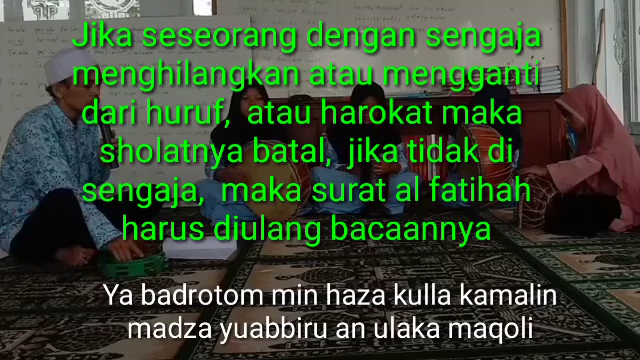 Jika seseorang dengan sengaja
menghilangkan atau mengganti
dari huruf, atau harokat maka
sholatnya batal, jika tidak di
sengaja, maka surat al fatihah
harus diulang bacaannya
Ya badrotom min haza kulla kamalin
madza yuabbiru an ulaka maqoli